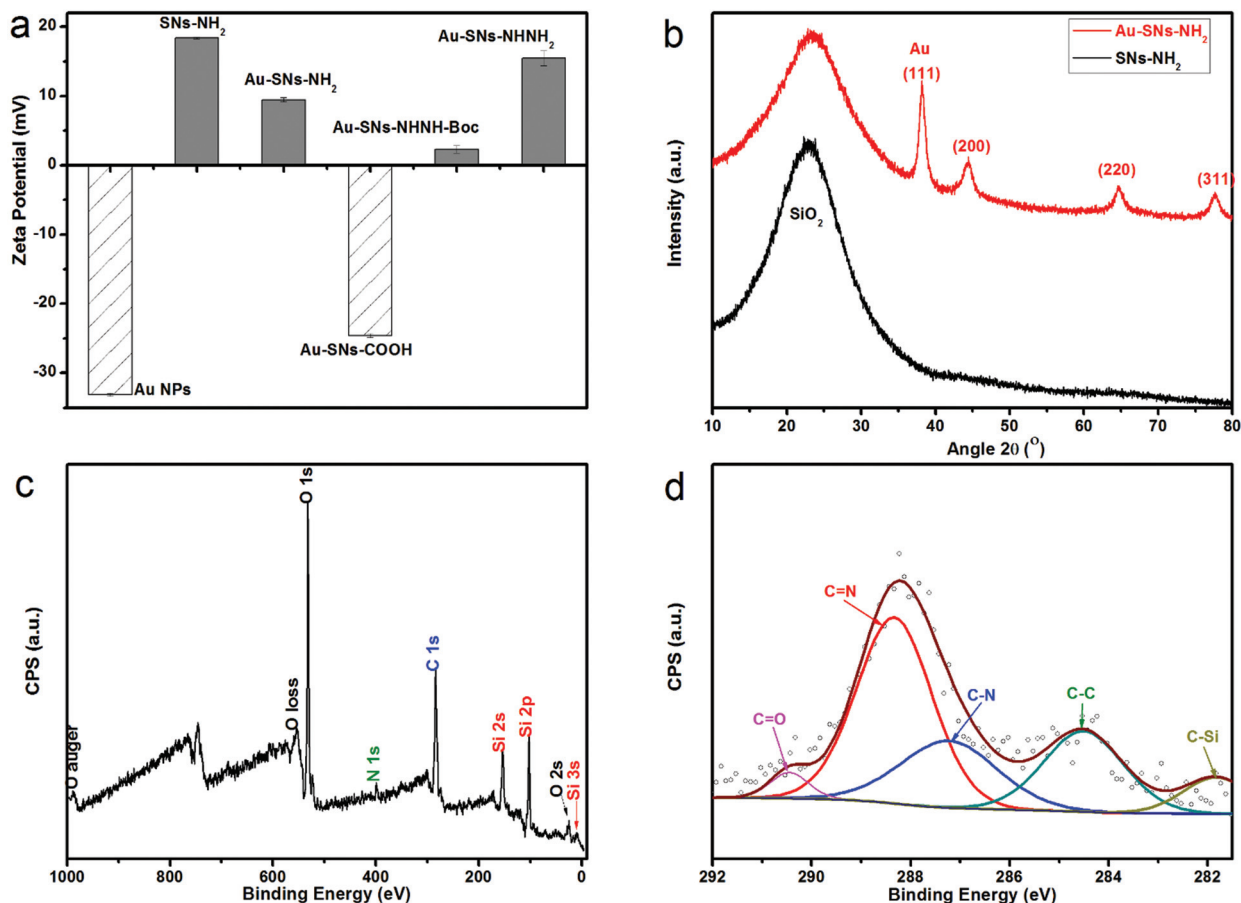 a
Zeta Potential (mV)
20
10
0
-10
-20
-30
SNs-NH2
Au-SNs-NH2
Au-SNs-NHNH-Boc
Au-SNs-NHNH2
Au NPs
Au-SNs-COOH
b
Intensity (a.u.)
Au-SNs-NH2
SNs-NH2
Au
(111)
(200)
(220)
(311)
SiO2
10 20 30 40 50 60 70 80
Angle 2θ (O)
c
CPS (a.u.)
O auger
O loss
O 1s
N 1s
C 1s
Si 2s
Si 2p
O 2s
Si 3s
1000 800 600 400 200 0
Binding Energy (eV)
d
CPS (a.u.)
C=O
C=N
C-N
C-C
C-Si
292 290 288 286 284 282
Binding Energy (eV)